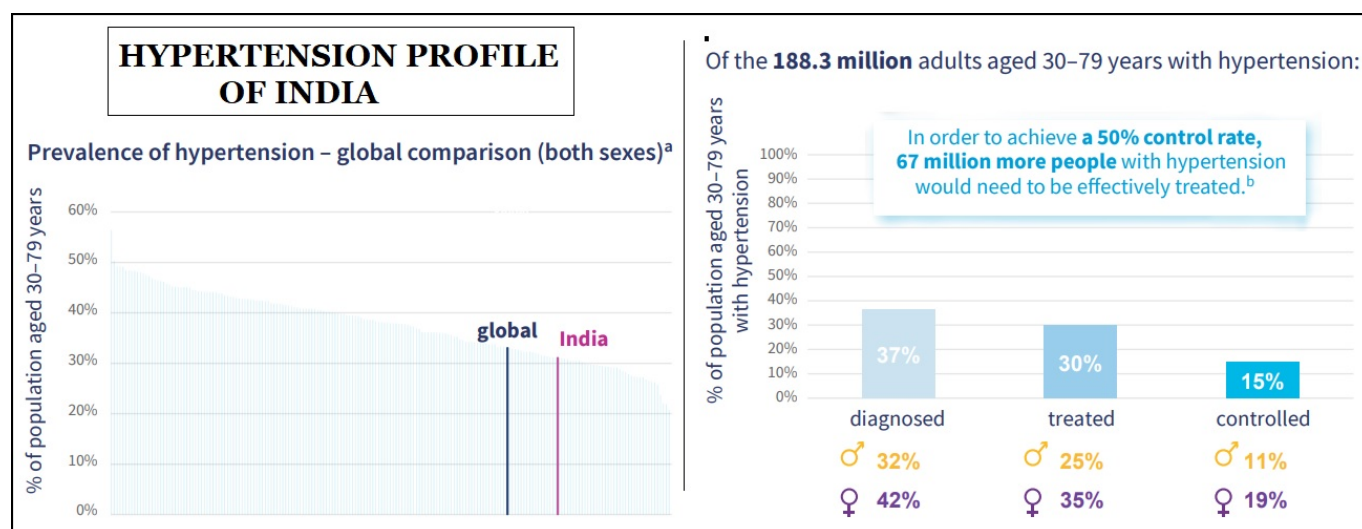 HYPERTENSION PROFILE
OF INDIA
Prevalence of hypertension – global comparison (both sexes)ᵃ
% of population aged 30–79 years
60%
50%
40%
30%
20%
10%
0%
global
India
Of the 188.3 million adults aged 30–79 years with hypertension:
In order to achieve a 50% control rate,
67 million more people with hypertension
would need to be effectively treated.ᵇ
% of population aged 30–79 years
with hypertension
100%
90%
80%
70%
60%
50%
40%
30%
20%
10%
0%
37%
30%
15%
diagnosed treated controlled
♂ 32% ♂ 25% ♂ 11%
♀ 42% ♀ 35% ♀ 19%